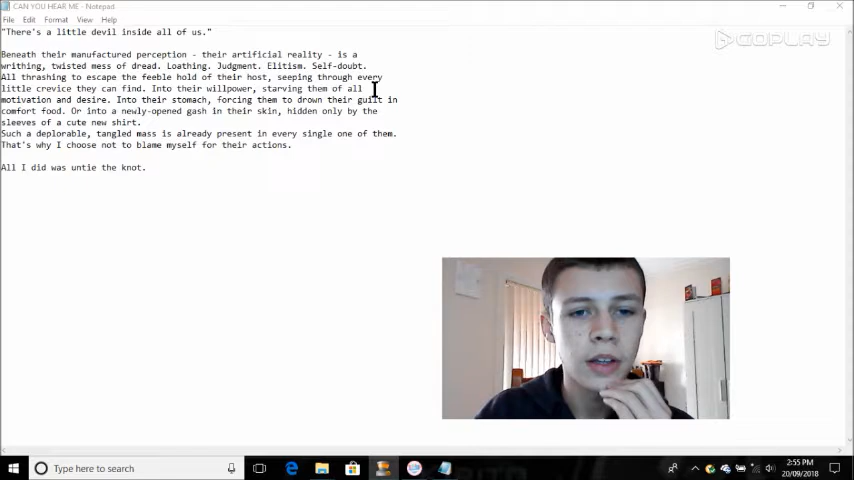 CAN YOU HEAR ME - Notepad
File Edit Format View Help
COPLAY
"There's a little devil inside all of us."
Beneath their manufactured perception - their artificial reality - is a
writhing, twisted mess of dread. Loathing. Judgment. Elitism. Self-doubt.
All thrashing to escape the feeble hold of their host, seeping through every
little crevice they can find. Into their willpower, starving them of all
motivation and desire. Into their stomach, forcing them to drown their guilt in
comfort food. Or into a newly-opened gash in their skin, hidden only by the
sleeves of a cute new shirt.
Such a deplorable, tangled mass is already present in every single one of them.
That's why I choose not to blame myself for their actions.
All I did was untie the knot.
Type here to search
2:55 PM
20/09/2018